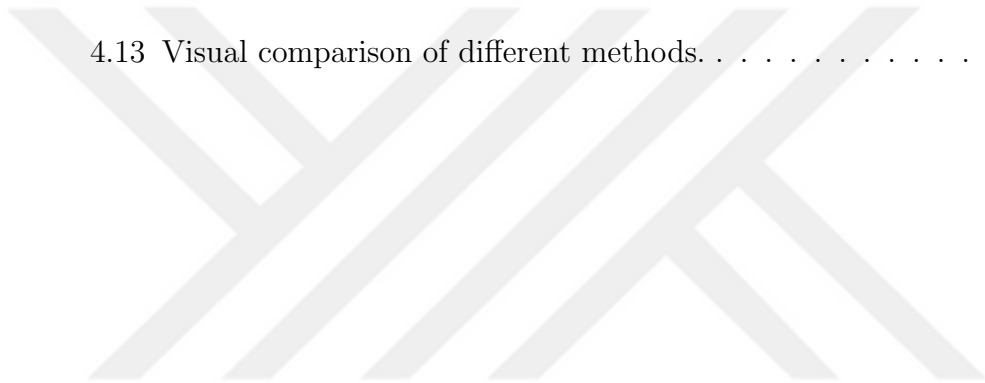 4.13 Visual comparison of different methods. . . . . . . . . . . .